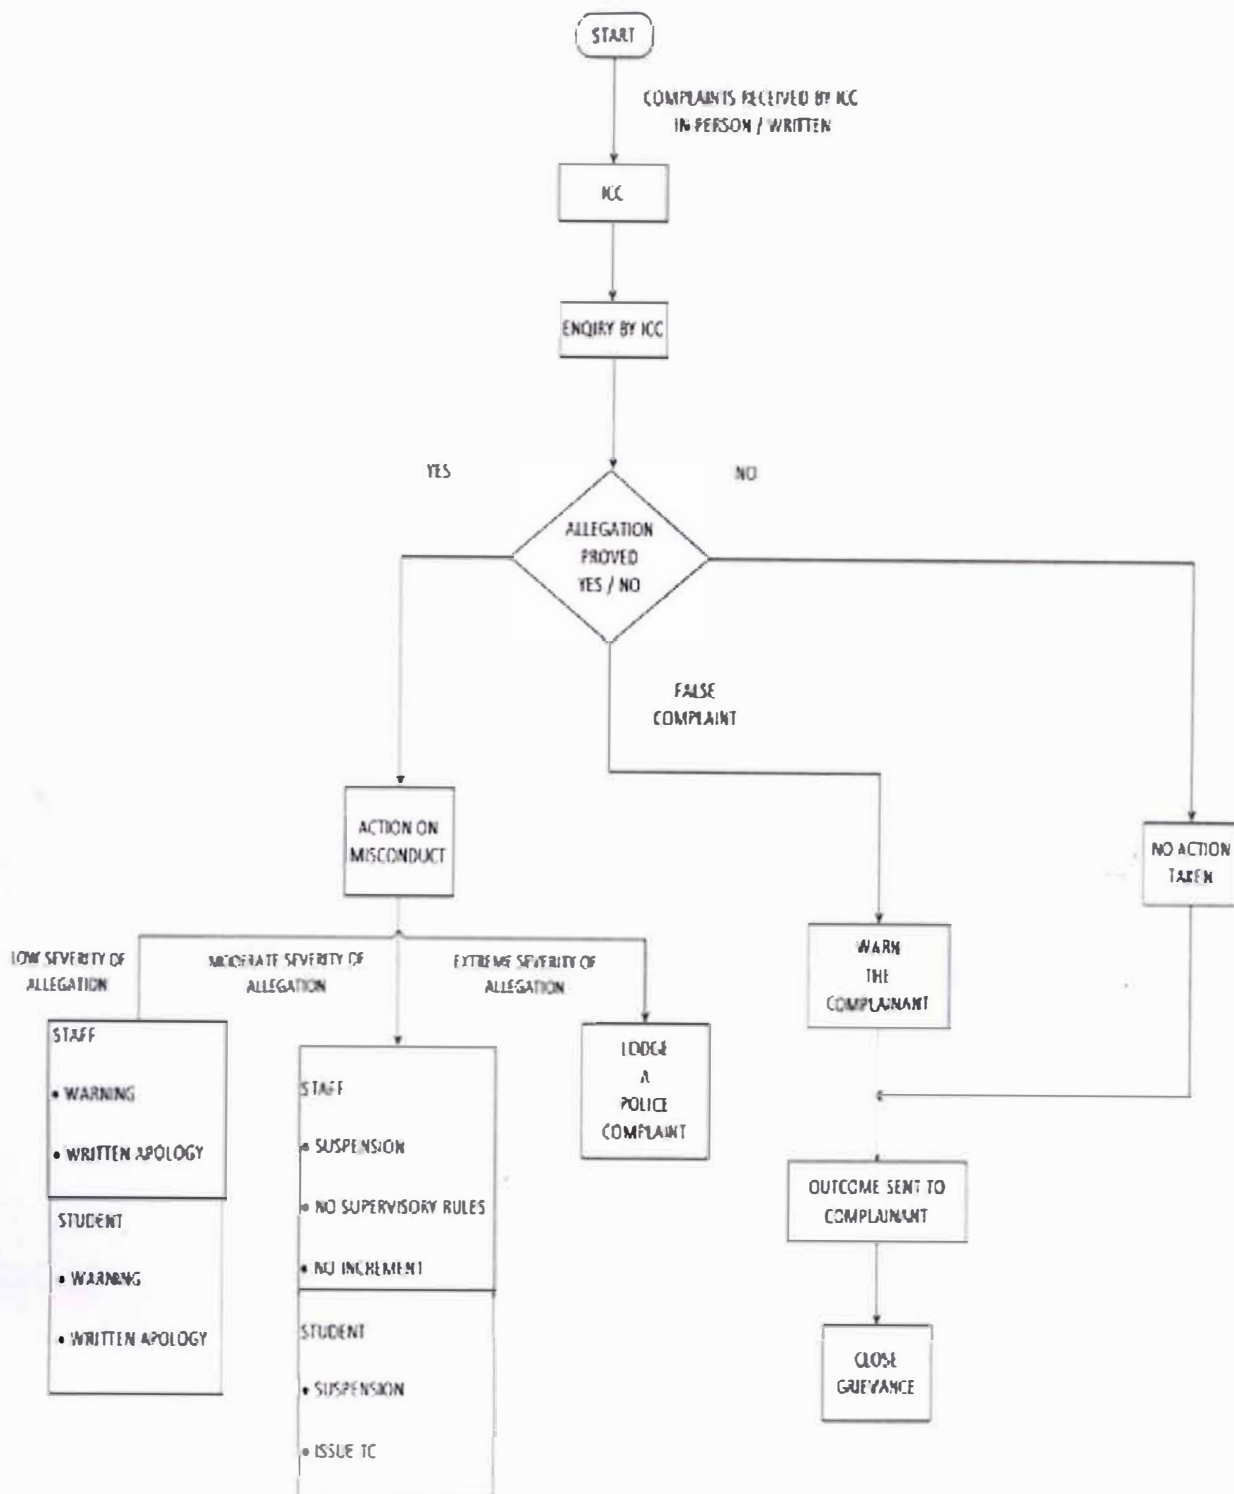 START
COMPLAINTS RECEIVED BY ICC
IN-PERSON / WRITTEN
ICC
ENQIRY BY ICC
YES
NO
ALLEGATION
PROVED
YES / NO
FALSE
COMPLAINT
ACTION ON
MISCONDUCT
NO ACTION
TAKEN
WARN
THE
COMPLAINANT
LOW SEVERITY OF
ALLEGATION
MODERATE SEVERITY OF
ALLEGATION
EXTREME SEVERITY OF
ALLEGATION
STAFF
• WARNING
• WRITTEN APOLOGY
STUDENT
• WARNING
• WRITTEN APOLOGY
STAFF
• SUSPENSION
• NO SUPERVISORY RULES
• NO INCREMENT
STUDENT
• SUSPENSION
• ISSUE TC
LODGE
A
POLICE
COMPLAINT
OUTCOME SENT TO
COMPLAINANT
CLOSE
GRIEVANCE